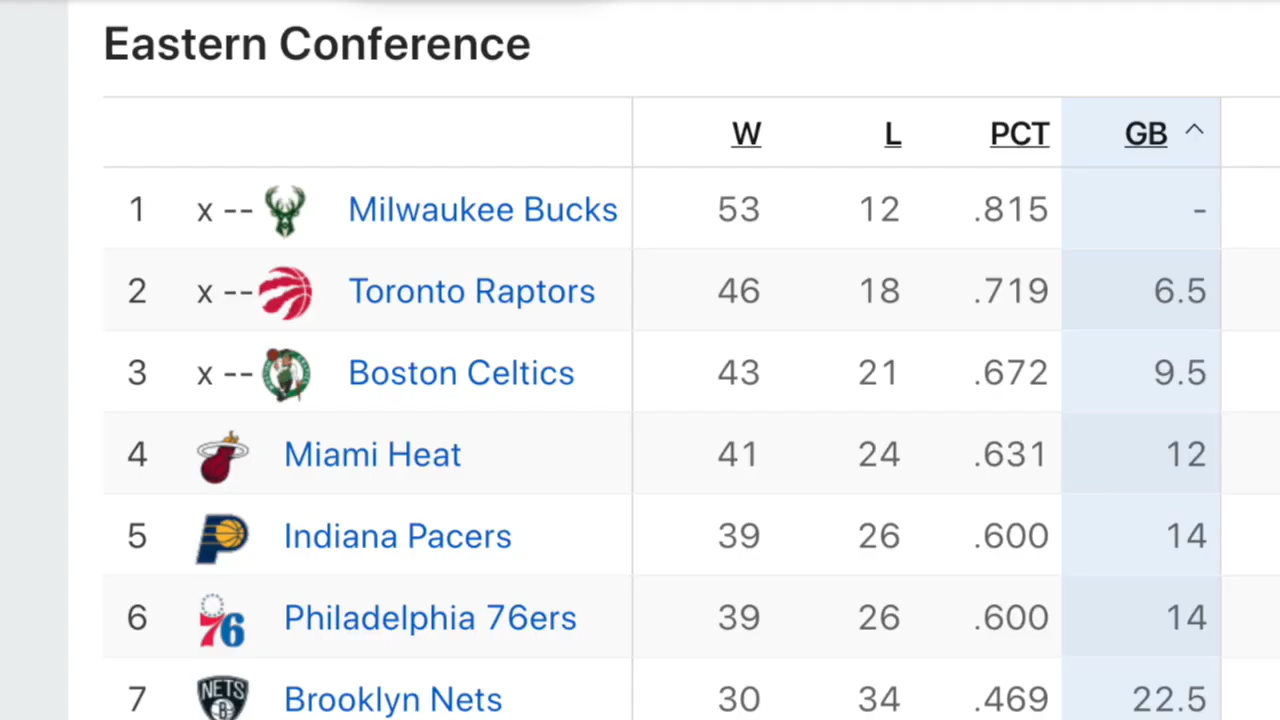 Eastern Conference
W L PCT GB
1 x -- Milwaukee Bucks 53 12 .815 -
2 x -- Toronto Raptors 46 18 .719 6.5
3 x -- Boston Celtics 43 21 .672 9.5
4 Miami Heat 41 24 .631 12
5 Indiana Pacers 39 26 .600 14
6 76 Philadelphia 76ers 39 26 .600 14
7 NETS B Brooklyn Nets 30 34 .469 22.5